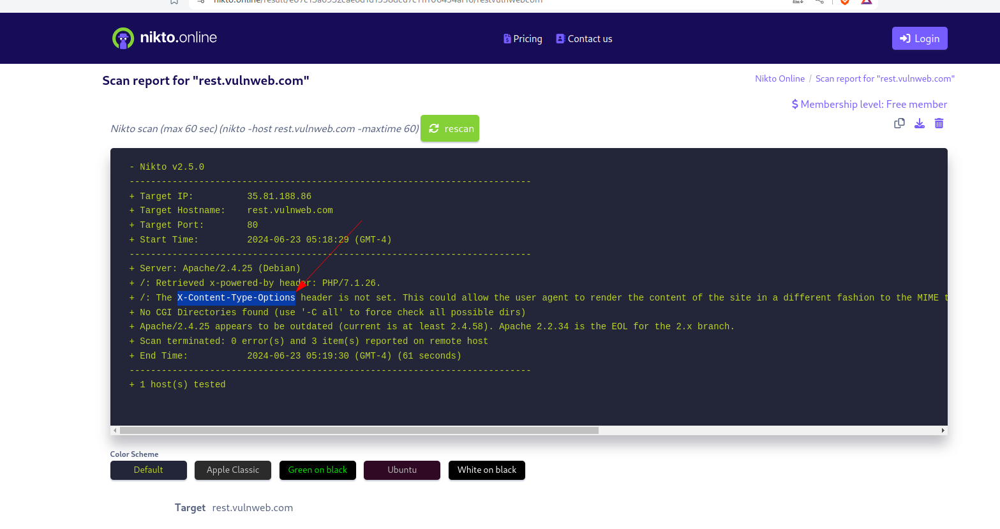 nikto.online
Pricing
Contact us
Login
Scan report for "rest.vulnweb.com"
Nikto Online / Scan report for "rest.vulnweb.com"
$ Membership level: Free member
Nikto scan (max 60 sec) (nikto -host rest.vulnweb.com -maxtime 60)
rescan
- Nikto v2.5.0
---------------------------------------------------------------------------
+ Target IP: 35.81.188.86
+ Target Hostname: rest.vulnweb.com
+ Target Port: 80
+ Start Time: 2024-06-23 05:18:29 (GMT-4)
---------------------------------------------------------------------------
+ Server: Apache/2.4.25 (Debian)
+ /: Retrieved x-powered-by header: PHP/7.1.26.
+ /: The X-Content-Type-Options header is not set. This could allow the user agent to render the content of the site in a different fashion to the MIME
+ No CGI Directories found (use '-C all' to force check all possible dirs)
+ Apache/2.4.25 appears to be outdated (current is at least 2.4.58). Apache 2.2.34 is the EOL for the 2.x branch.
+ Scan terminated: 0 error(s) and 3 item(s) reported on remote host
+ End Time: 2024-06-23 05:19:30 (GMT-4) (61 seconds)
---------------------------------------------------------------------------
+ 1 host(s) tested
Color Scheme
Default
Apple Classic
Green on black
Ubuntu
White on black
Target rest.vulnweb.com